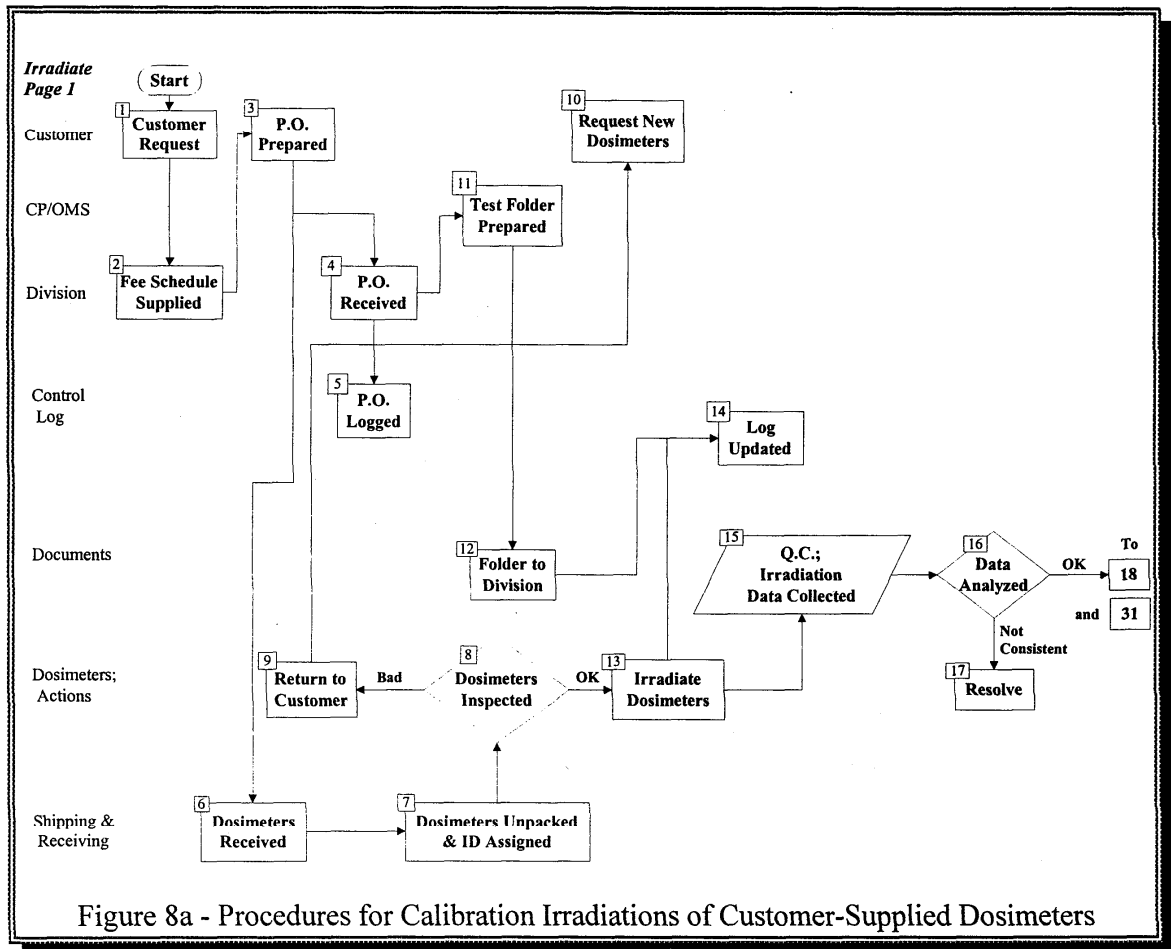 Irradiate
Page 1
Start
1
Customer
Request
3
P.O.
Prepared
10
Request New
Dosimeters
Customer
11
Test Folder
Prepared
CP/OMS
2
Fee Schedule
Supplied
4
P.O.
Received
Division
5
P.O.
Logged
Control
Log
14
Log
Updated
Documents
12
Folder to
Division
15
Q.C.;
Irradiation
Data Collected
16
Data
Analyzed
OK
To
18
and
31
Not
Consistent
17
Resolve
Dosimeters;
Actions
9
Return to
Customer
Bad
8
Dosimeters
Inspected
OK
13
Irradiate
Dosimeters
Shipping &
Receiving
6
Dosimeters
Received
7
Dosimeters Unpacked
& ID Assigned
Figure 8a - Procedures for Calibration Irradiations of Customer-Supplied Dosimeters